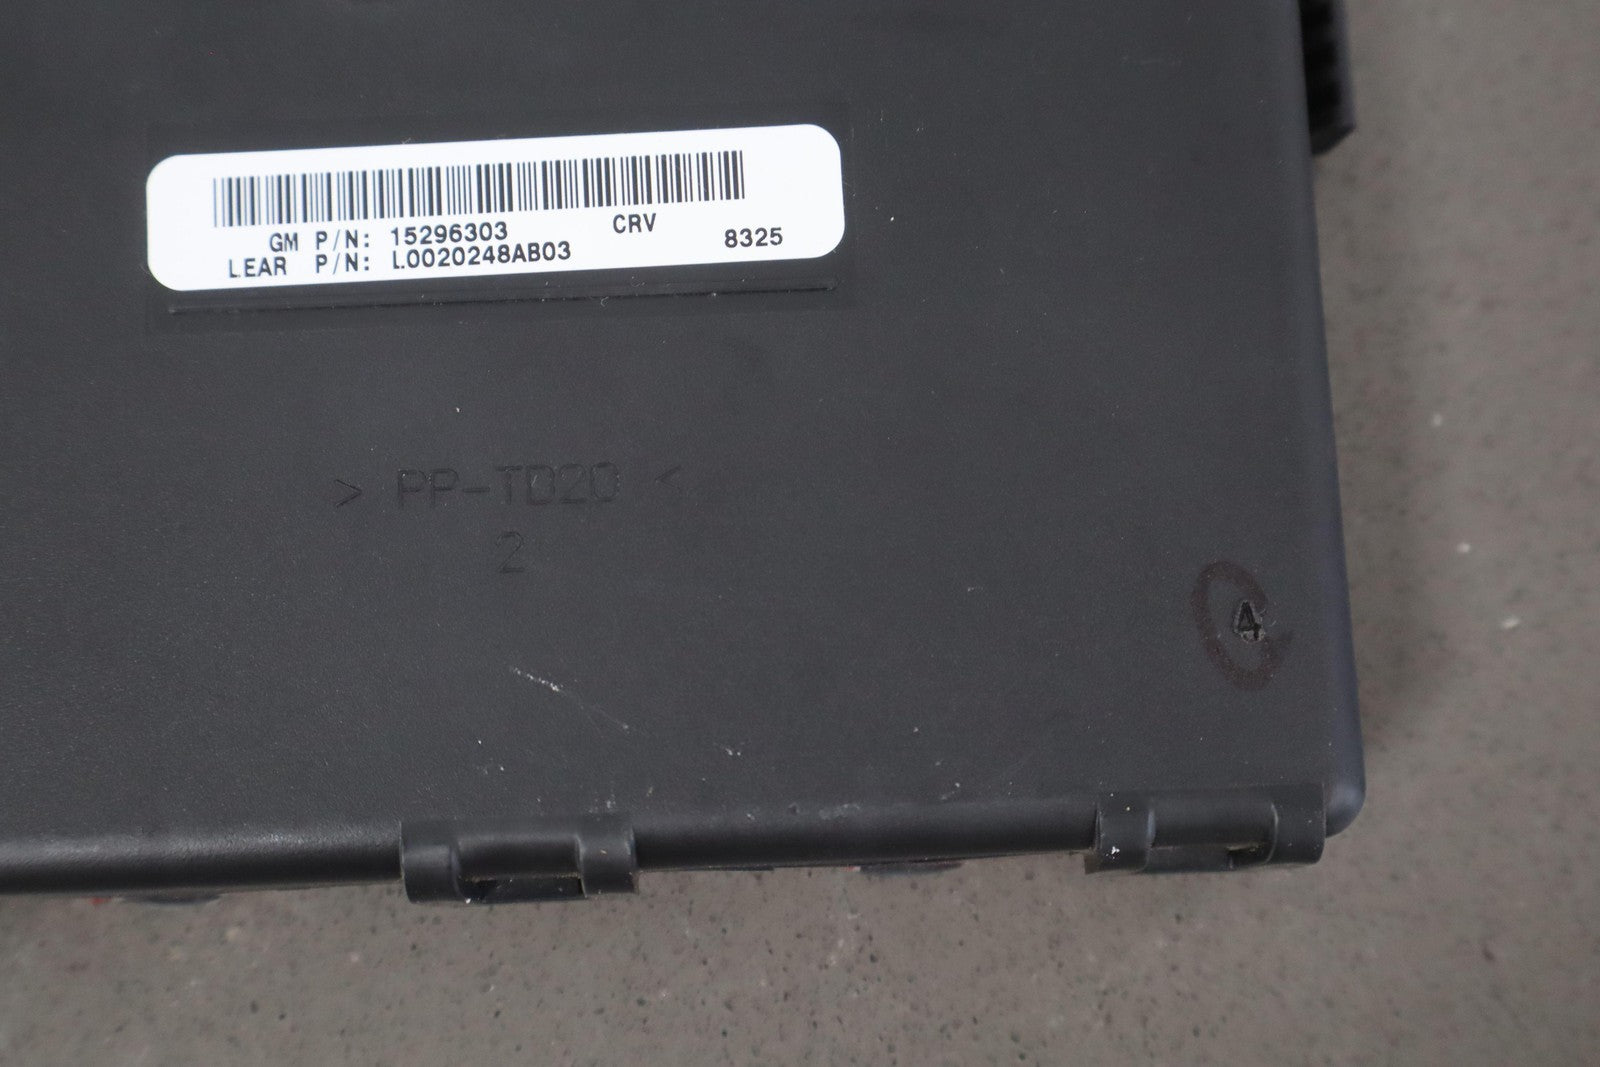 GM P/N: 15296303 CRV
LEAR P/N: L0020248AB03 8325
> PP-TD20 <
2
4